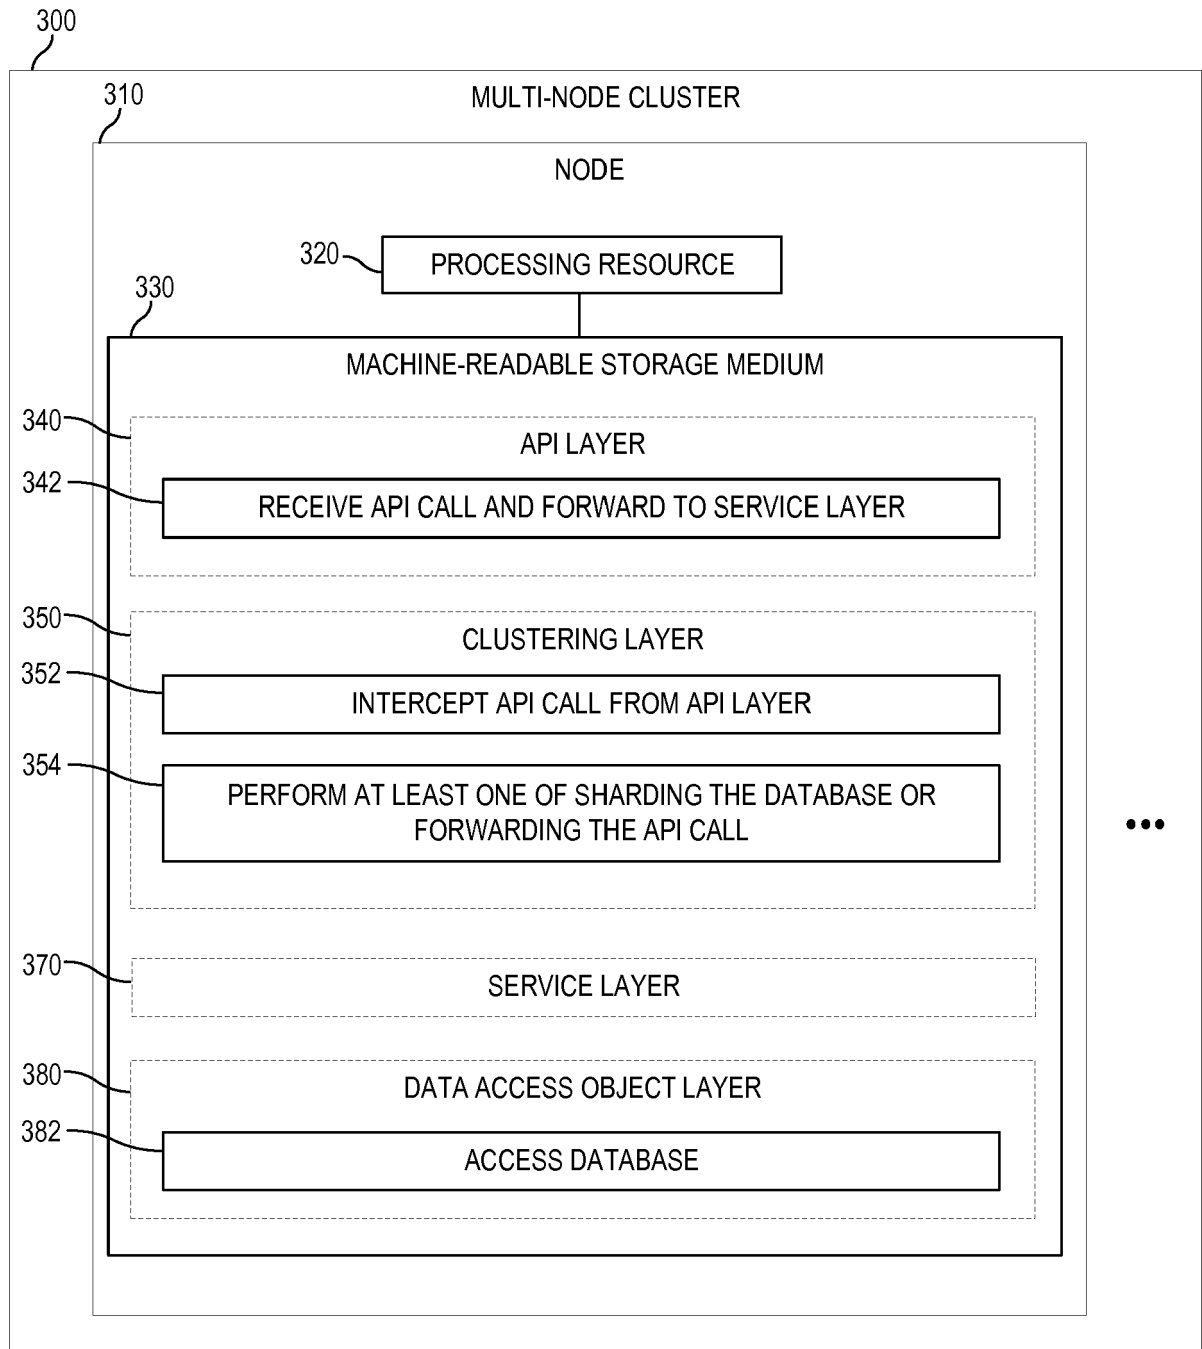 300
310
MULTI-NODE CLUSTER
NODE
320
PROCESSING RESOURCE
330
MACHINE-READABLE STORAGE MEDIUM
340
API LAYER
342
RECEIVE API CALL AND FORWARD TO SERVICE LAYER
350
CLUSTERING LAYER
352
INTERCEPT API CALL FROM API LAYER
354
PERFORM AT LEAST ONE OF SHARDING THE DATABASE OR
FORWARDING THE API CALL
370
SERVICE LAYER
380
DATA ACCESS OBJECT LAYER
382
ACCESS DATABASE